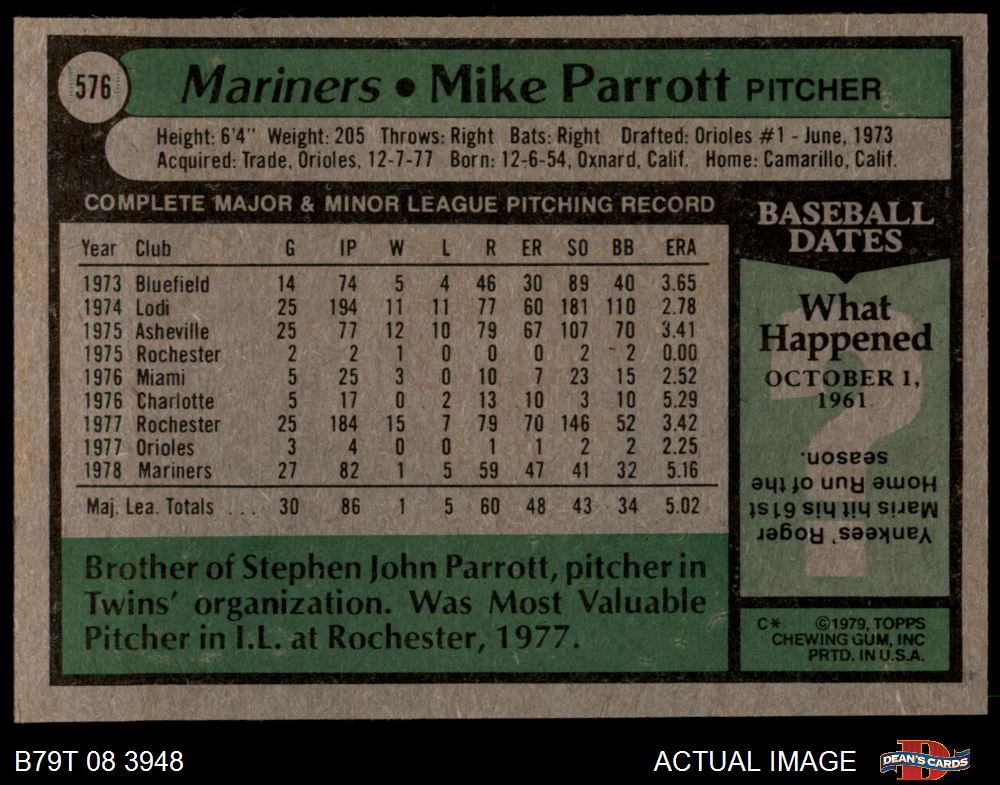 576
Mariners • Mike Parrott PITCHER
Height: 6'4" Weight: 205 Throws: Right Bats: Right Drafted: Orioles #1 - June, 1973
Acquired: Trade, Orioles, 12-7-77 Born: 12-6-54, Oxnard, Calif. Home: Camarillo, Calif.
COMPLETE MAJOR & MINOR LEAGUE PITCHING RECORD
Year Club G IP W L R ER SO BB ERA
1973 Bluefield 14 74 5 4 46 30 89 40 3.65
1974 Lodi 25 194 11 11 77 60 181 110 2.78
1975 Asheville 25 77 12 10 79 67 107 70 3.41
1975 Rochester 2 2 1 0 0 0 2 2 0.00
1976 Miami 5 25 3 0 10 7 23 15 2.52
1976 Charlotte 5 17 0 2 13 10 3 10 5.29
1977 Rochester 25 184 15 7 79 70 146 52 3.42
1977 Orioles 3 4 0 0 1 1 2 2 2.25
1978 Mariners 27 82 1 5 59 47 41 32 5.16
Maj. Lea. Totals . . . 30 86 1 5 60 48 43 34 5.02
Brother of Stephen John Parrott, pitcher in
Twins' organization. Was Most Valuable
Pitcher in I.L. at Rochester, 1977.
BASEBALL
DATES
What
Happened
OCTOBER 1,
1961
Yankees' Roger
Maris hit his 61st
Home Run of the
season.
C* ©1979, TOPPS
CHEWING GUM, INC
PRTD. IN U.S.A.
B79T 08 3948
ACTUAL IMAGE
D
DEAN'S CARDS